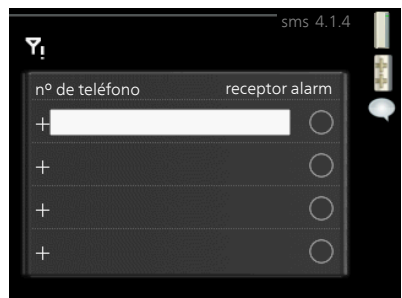 sms 4.1.4
nº de teléfono receptor alarm
+
+
+
+